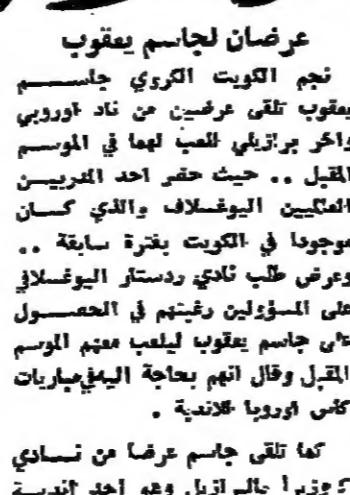 عرضان لجاسم يعقوب
نجم الكويت الكروي جاسم
يعقوب تلقى عرضين من ناد اوروبي
واخر برازيلي للعب لهما في الموسم
المقبل .. حيث حضر احد المدربين
اليوغسلاف والذي كان
موجودا في الكويت بفترة سابقة ..
وعرض طلب نادي ردستار اليوغسلافي
على المسؤولين رغبتهم في الحصول
على جاسم يعقوب ليلعب معهم الموسم
المقبل وقال انهم بحاجة اليه في مباريات
كاس اوروبا للاندية .
كما تلقى جاسم عرضا من نادي
بالبرازيل وهو احد اندية